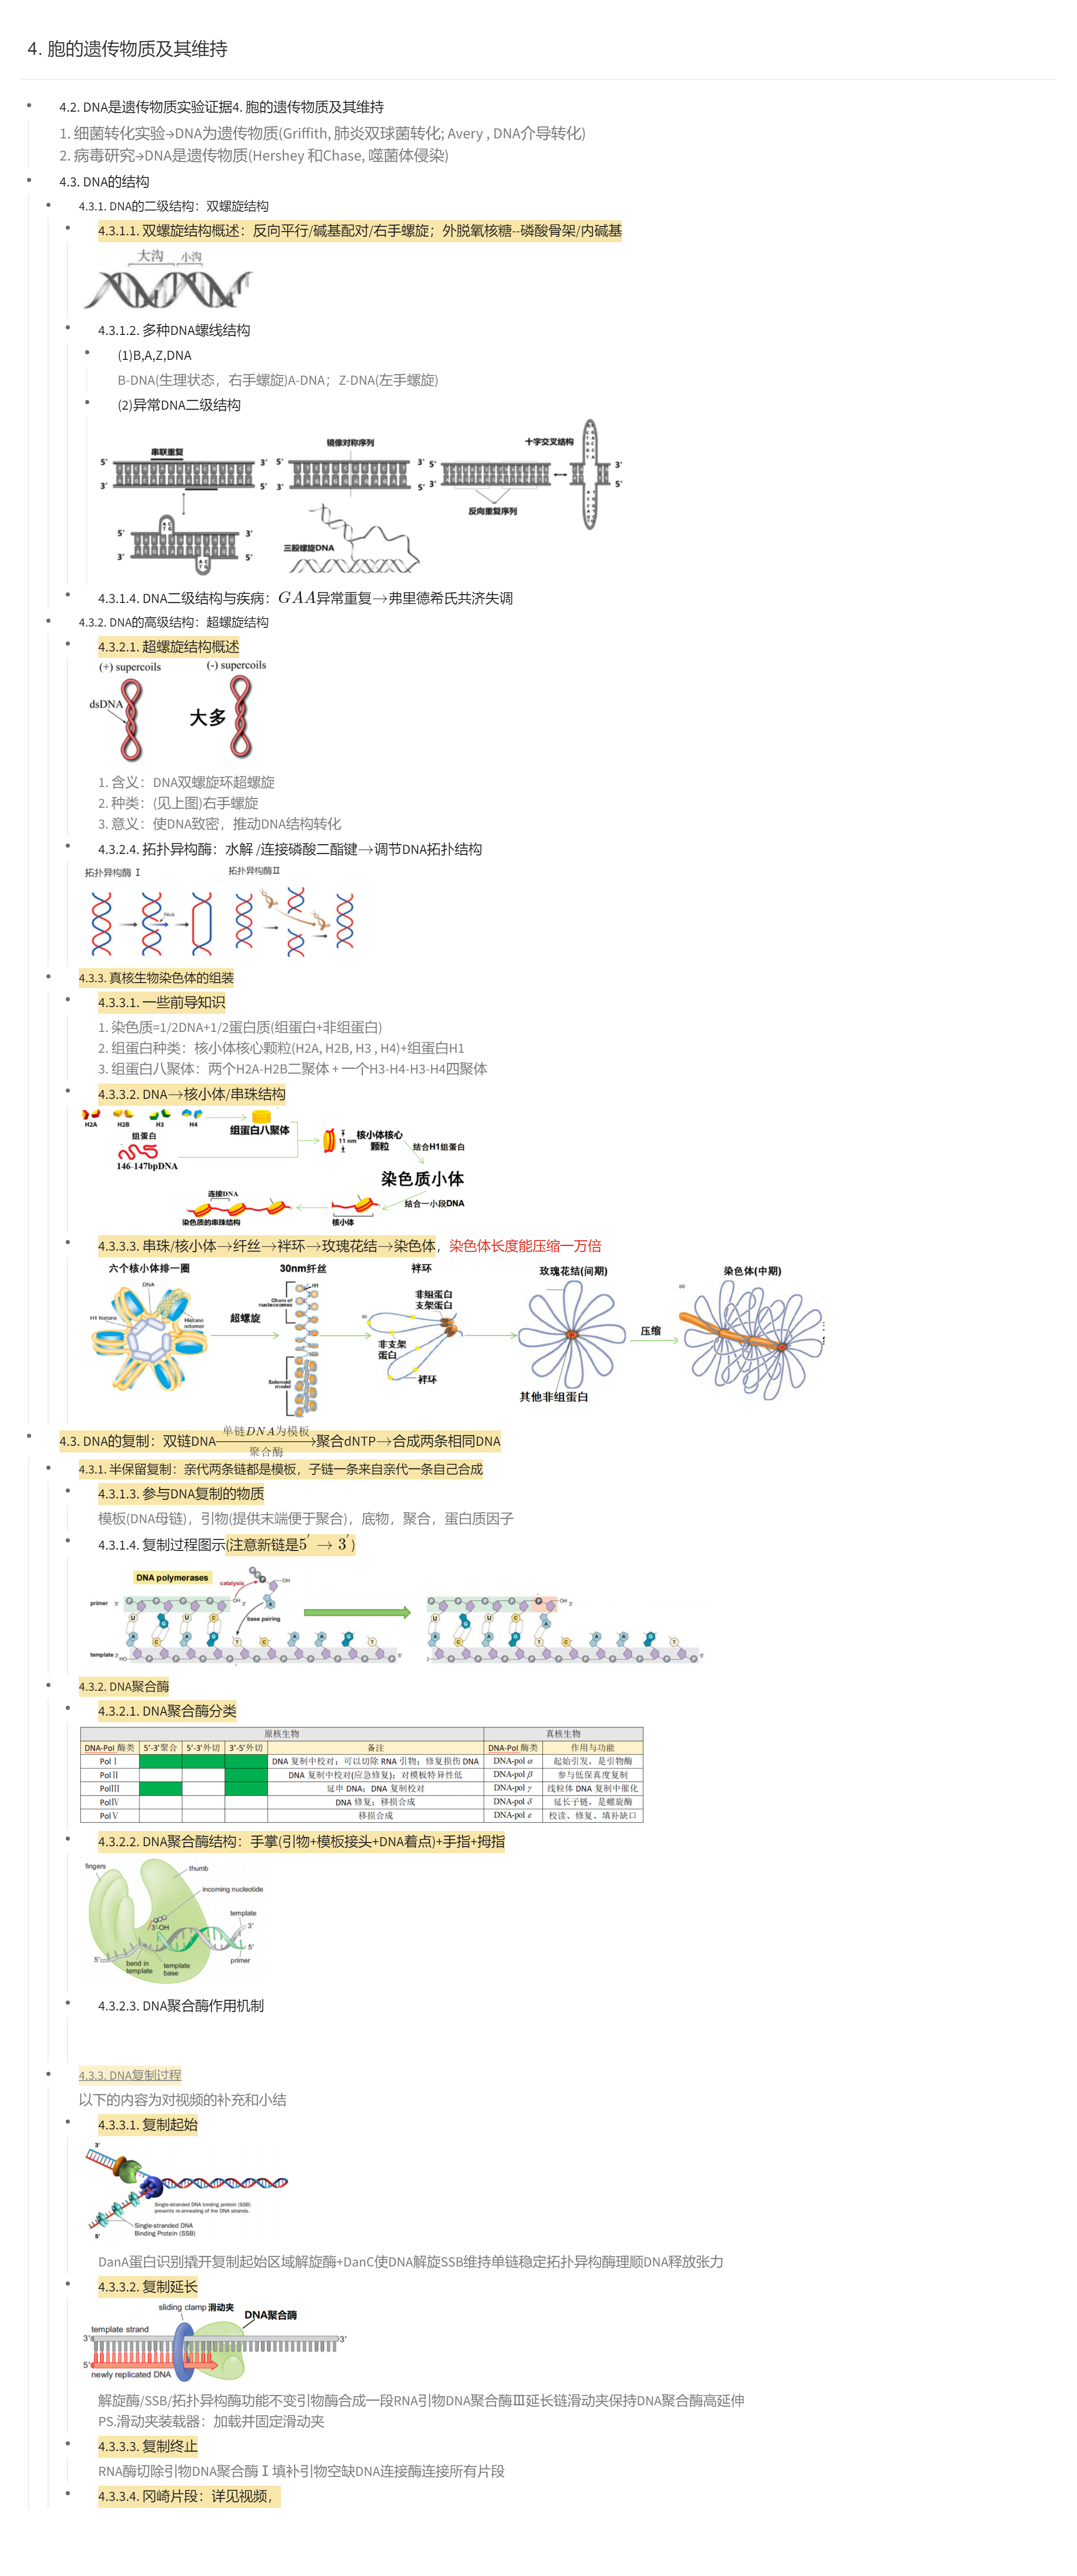 4. 胞的遗传物质及其维持
4.2. DNA是遗传物质实验证据4. 胞的遗传物质及其维持
1. 细菌转化实验→DNA为遗传物质(Griffith, 肺炎双球菌转化; Avery , DNA介导转化)
2. 病毒研究→DNA是遗传物质(Hershey 和Chase, 噬菌体侵染)
4.3. DNA的结构
4.3.1. DNA的二级结构：双螺旋结构
4.3.1.1. 双螺旋结构概述：反向平行/碱基配对/右手螺旋；外脱氧核糖--磷酸骨架/内碱基
大沟 小沟
4.3.1.2. 多种DNA螺线结构
(1)B,A,Z,DNA
B-DNA(生理状态，右手螺旋)A-DNA；Z-DNA(左手螺旋)
(2)异常DNA二级结构
串联重复 镜像对称序列 十字交叉结构
5′ 3′ 5′ 3′ 5′ 3′
3′ 5′ 3′ 5′ 3′ 5′
反向重复序列
5′ 3′
三股螺旋DNA
3′ 5′
4.3.1.4. DNA二级结构与疾病：GAA异常重复→弗里德希氏共济失调
4.3.2. DNA的高级结构：超螺旋结构
4.3.2.1. 超螺旋结构概述
(+) supercoils (-) supercoils
dsDNA
大多
1. 含义：DNA双螺旋环超螺旋
2. 种类：(见上图)右手螺旋
3. 意义：使DNA致密，推动DNA结构转化
4.3.2.4. 拓扑异构酶：水解 /连接磷酸二酯键→调节DNA拓扑结构
拓扑异构酶 Ⅰ 拓扑异构酶Ⅱ
Nick
4.3.3. 真核生物染色体的组装
4.3.3.1. 一些前导知识
1. 染色质=1/2DNA+1/2蛋白质(组蛋白+非组蛋白)
2. 组蛋白种类：核小体核心颗粒(H2A, H2B, H3 , H4)+组蛋白H1
3. 组蛋白八聚体：两个H2A-H2B二聚体 + 一个H3-H4-H3-H4四聚体
4.3.3.2. DNA→核小体/串珠结构
H2A H2B H3 H4
组蛋白八聚体
组蛋白
11 nm
核小体核心颗粒
结合H1组蛋白
146-147bpDNA
染色质小体
连接DNA
结合一小段DNA
染色质的串珠结构 核小体
4.3.3.3. 串珠/核小体→纤丝→袢环→玫瑰花结→染色体，染色体长度能压缩一万倍
六个核小体排一圈 30nm纤丝 袢环 玫瑰花结(间期) 染色体(中期)
DNA
H1
Chain of nucleosomes
非组蛋白
支架蛋白
H1 histone
Histone octamer
超螺旋
压缩
非支架
蛋白
袢环
Solenoid model
其他非组蛋白
4.3. DNA的复制：双链DNA 单链DNA为模板 聚合酶 →聚合dNTP→合成两条相同DNA
4.3.1. 半保留复制：亲代两条链都是模板，子链一条来自亲代一条自己合成
4.3.1.3. 参与DNA复制的物质
模板(DNA母链)，引物(提供末端便于聚合)，底物，聚合，蛋白质因子
4.3.1.4. 复制过程图示(注意新链是5′ → 3′)
DNA polymerases
catalysis
primer
base pairing
template
4.3.2. DNA聚合酶
4.3.2.1. DNA聚合酶分类
原核生物 真核生物
DNA-Pol 酶类 5′-3′聚合 5′-3′外切 3′-5′外切 备注 DNA-Pol 酶类 作用与功能
Pol Ⅰ DNA 复制中校对；可以切除 RNA 引物；修复损伤 DNA DNA-pol α 起始引发，是引物酶
Pol Ⅱ DNA 复制中校对(应急修复)；对模板特异性低 DNA-pol β 参与低保真度复制
PolⅢ 延申 DNA；DNA 复制校对 DNA-pol γ 线粒体 DNA 复制中催化
PolⅣ DNA 修复；移损合成 DNA-pol δ 延长子链，是螺旋酶
Pol Ⅴ 移损合成 DNA-pol ε 校读、修复、填补缺口
4.3.2.2. DNA聚合酶结构：手掌(引物+模板接头+DNA着点)+手指+拇指
fingers
thumb
incoming nucleotide
template
3′-OH
3′
5′
5′
bend in template
template base
primer
4.3.2.3. DNA聚合酶作用机制
4.3.3. DNA复制过程
以下的内容为对视频的补充和小结
4.3.3.1. 复制起始
3′
Single-stranded DNA binding protein (SSB)
prevents re-annealing of the DNA strands.
Single-stranded DNA
Binding Protein (SSB)
5′
DanA蛋白识别撬开复制起始区域解旋酶+DanC使DNA解旋SSB维持单链稳定拓扑异构酶理顺DNA释放张力
4.3.3.2. 复制延长
sliding clamp 滑动夹
DNA聚合酶
template strand
3′ 3′
5′
newly replicated DNA
解旋酶/SSB/拓扑异构酶功能不变引物酶合成一段RNA引物DNA聚合酶Ⅲ延长链滑动夹保持DNA聚合酶高延伸
PS.滑动夹装载器：加载并固定滑动夹
4.3.3.3. 复制终止
RNA酶切除引物DNA聚合酶Ⅰ填补引物空缺DNA连接酶连接所有片段
4.3.3.4. 冈崎片段：详见视频，